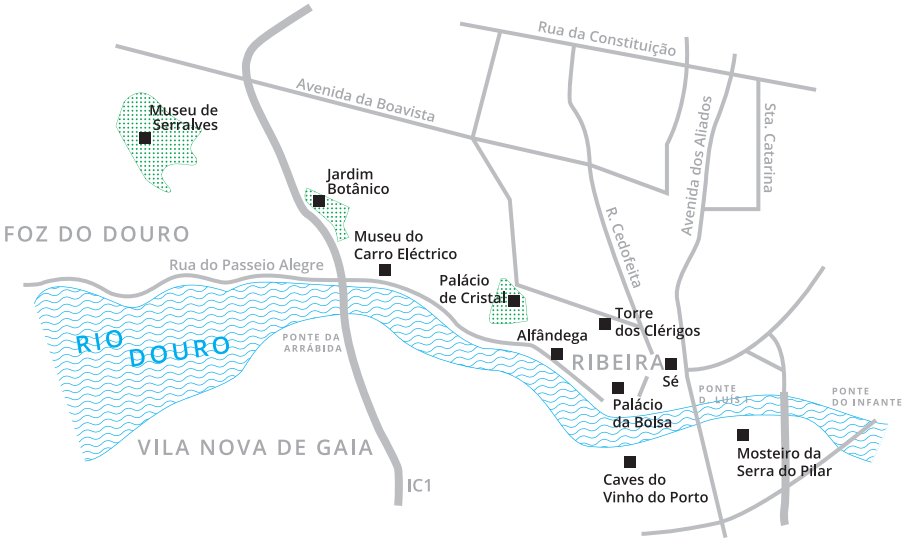 Rua da Constituição
Avenida da Boavista
Museu de
Serralves
Avenida dos Aliados
Sta. Catarina
Jardim
Botânico
R. Cedofeita
FOZ DO DOURO
Museu do
Carro Eléctrico
Rua do Passeio Alegre
Palácio
de Cristal
Torre
dos Clérigos
Alfândega
RIO
DOURO
PONTE DA
ARRÁBIDA
RIBEIRA
Sé
PONTE
D. LUÍS I
PONTE
DO INFANTE
Palácio
da Bolsa
VILA NOVA DE GAIA
Mosteiro da
Serra do Pilar
Caves do
Vinho do Porto
IC1